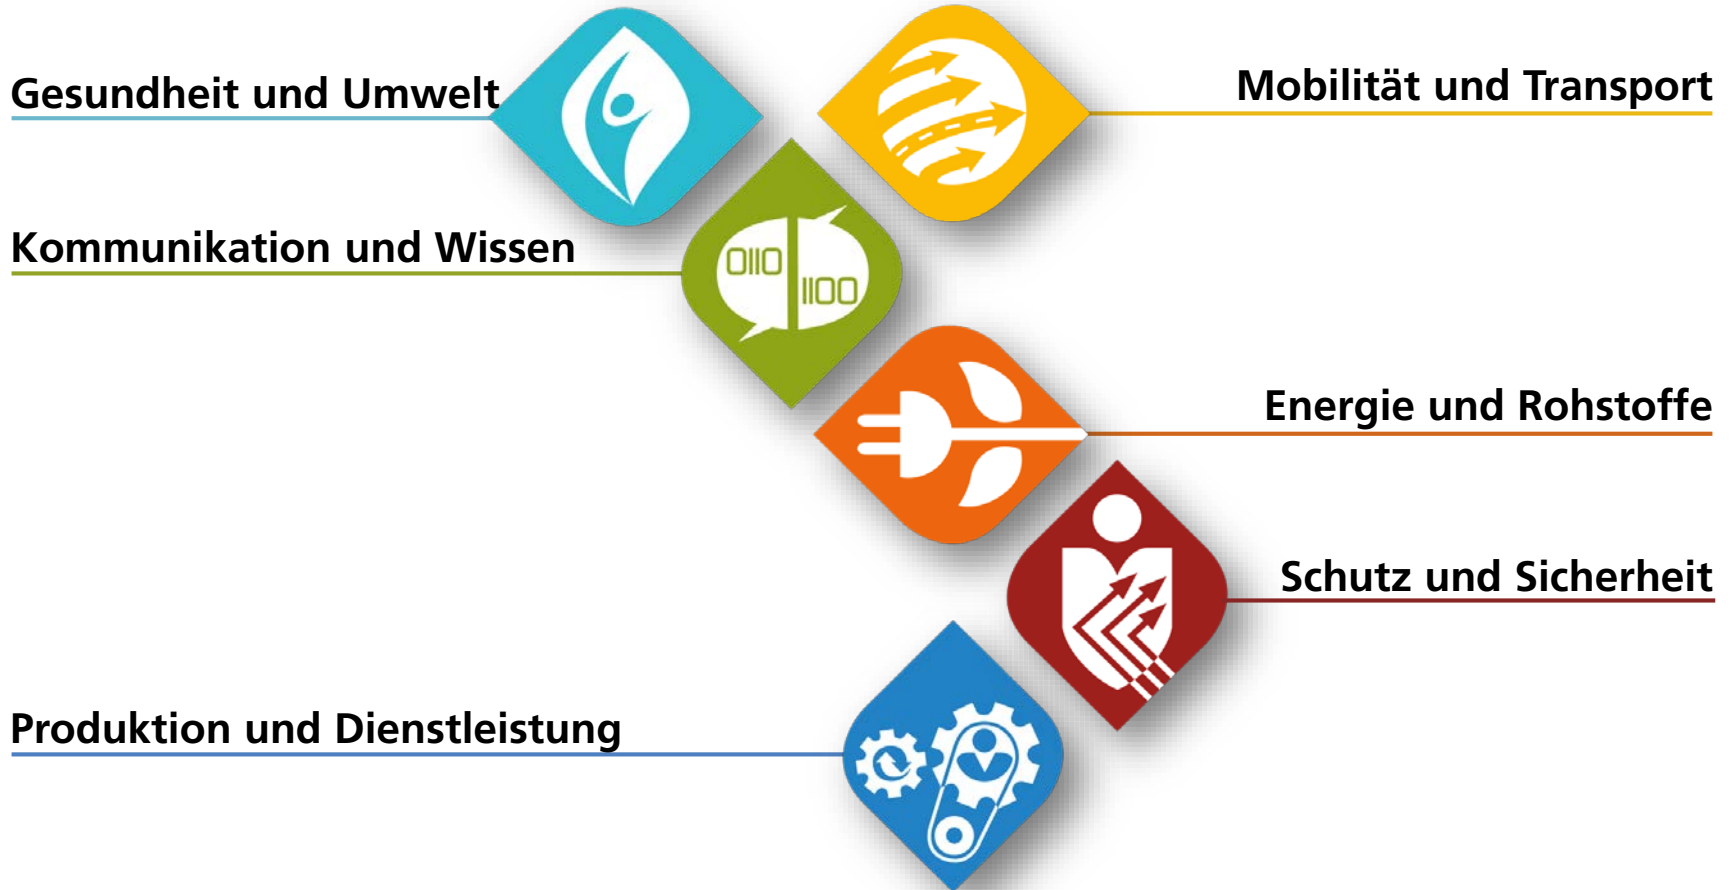 Gesundheit und Umwelt
Mobilität und Transport
Kommunikation und Wissen
0110
1100
Energie und Rohstoffe
Schutz und Sicherheit
Produktion und Dienstleistung